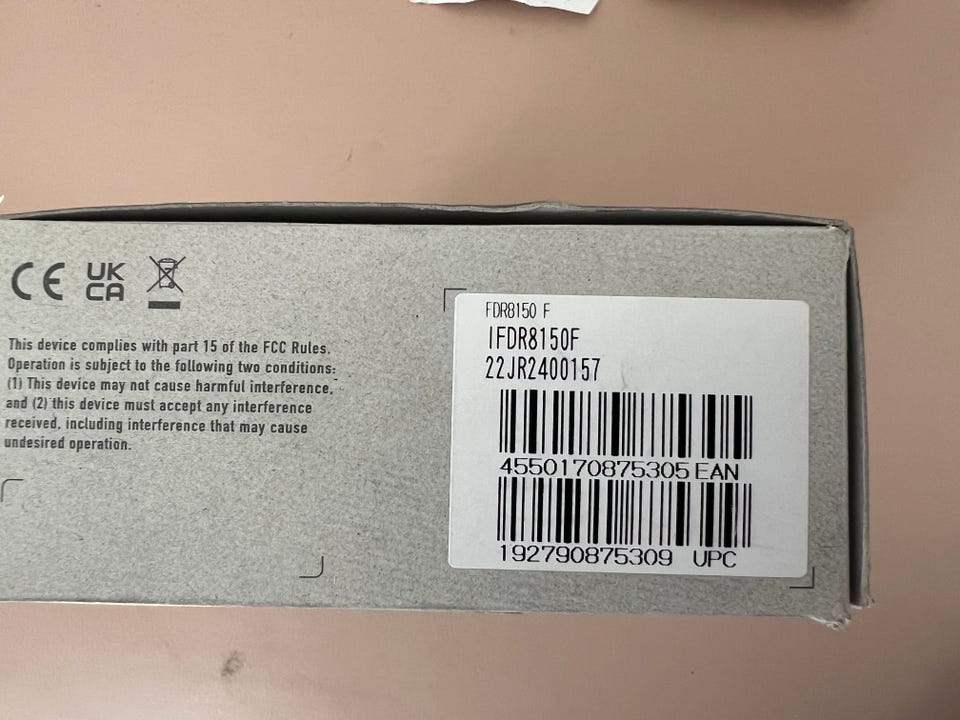 CE
UK
CA
This device complies with part 15 of the FCC Rules.
Operation is subject to the following two conditions:
(1) This device may not cause harmful interference,
and (2) this device must accept any interference
received, including interference that may cause
undesired operation.
FDR8150 F
IFDR8150F
22JR2400157
4550170875305 EAN
192790875309 UPC